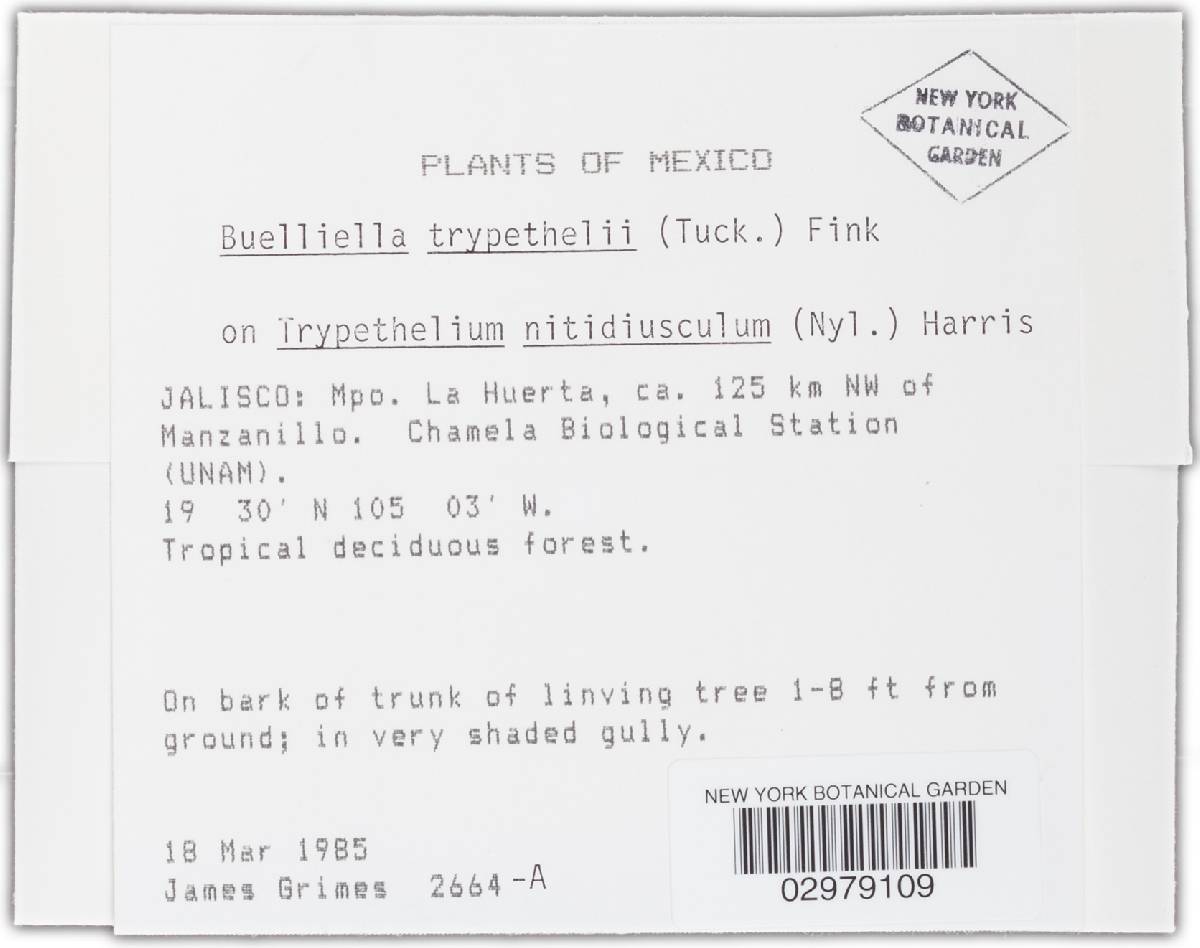 NEW YORK
BOTANICAL
GARDEN
PLANTS OF MEXICO
Buelliella trypethelii (Tuck.) Fink
on Trypethelium nitidiusculum (Nyl.) Harris
JALISCO: Mpo. La Huerta, ca. 125 km NW of
Manzanillo. Chamela Biological Station
(UNAM).
19 30' N 105 03' W.
Tropical deciduous forest.
On bark of trunk of linving tree 1-8 ft from
ground; in very shaded gully.
18 Mar 1985
James Grimes 2664-A
NEW YORK BOTANICAL GARDEN
02979109